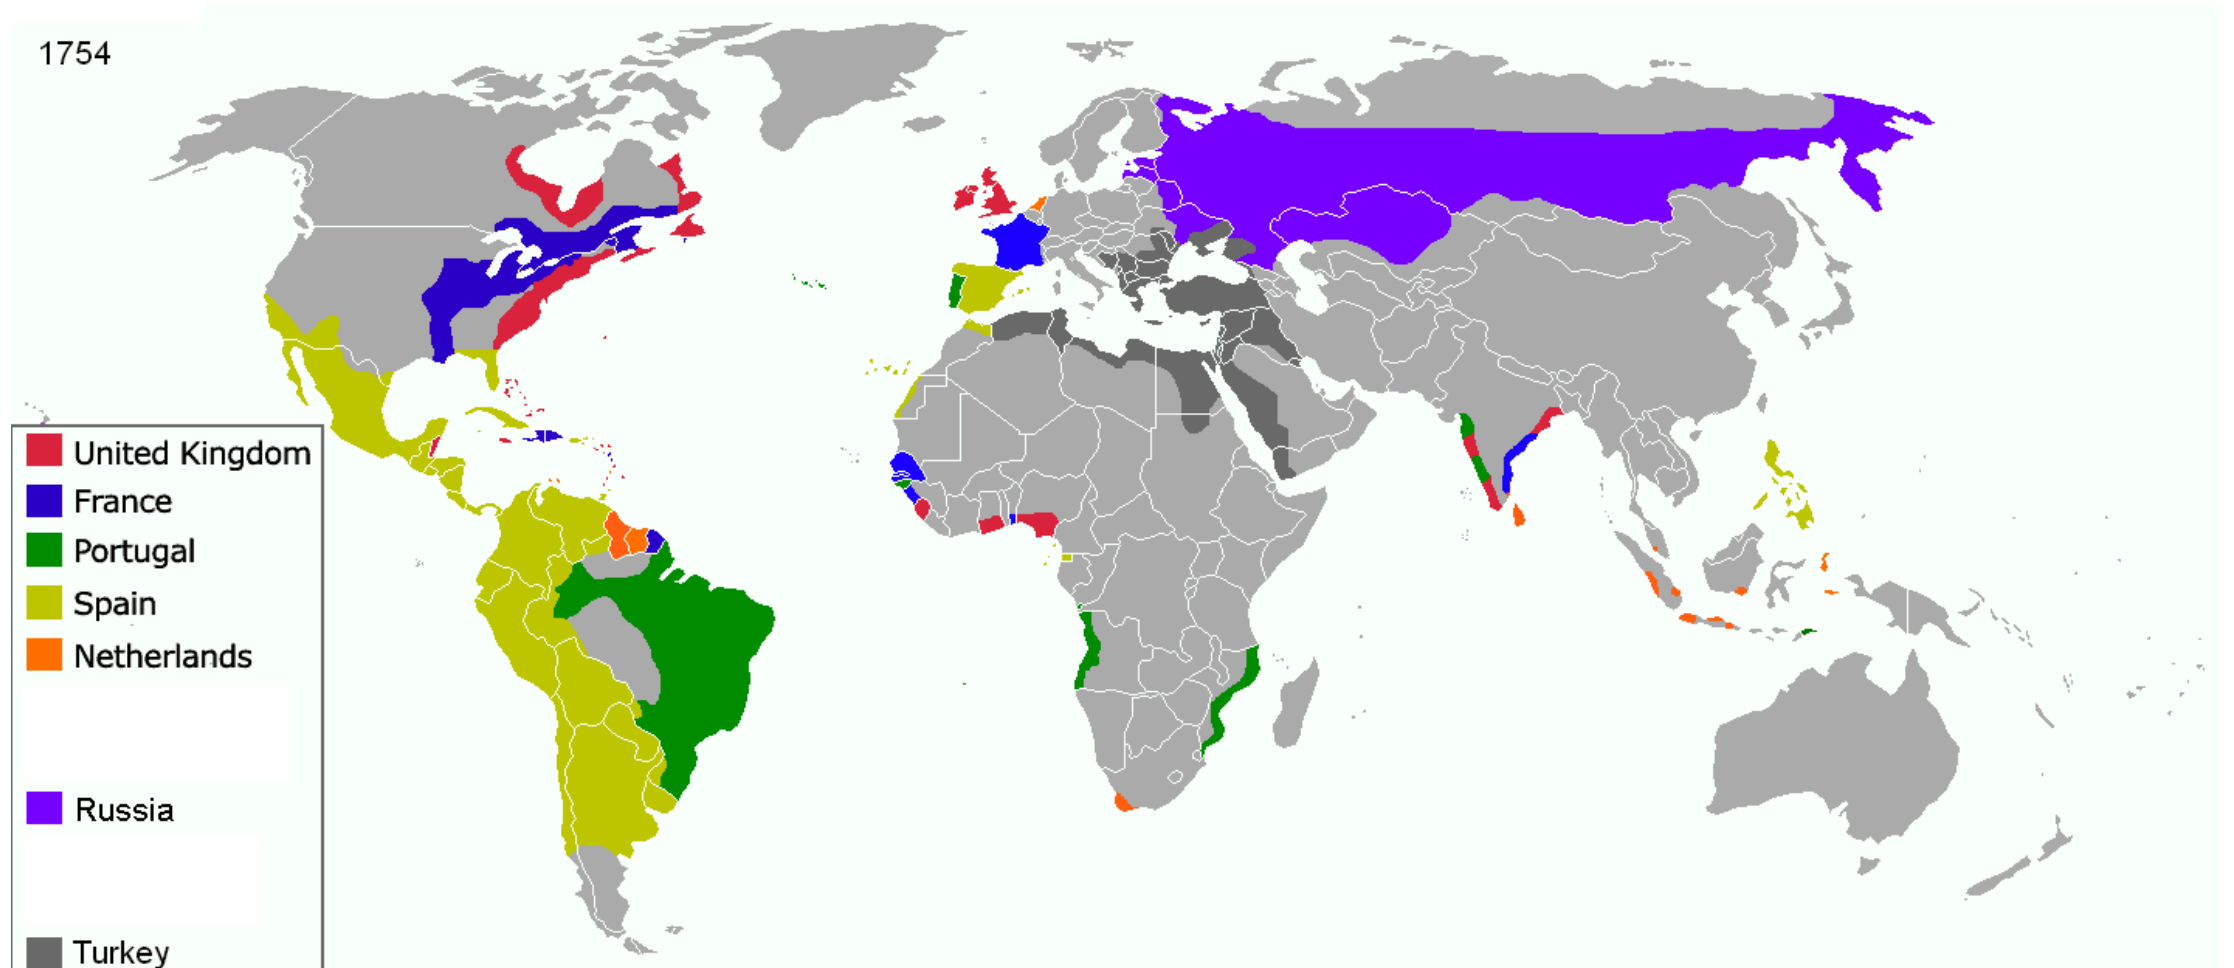 1754
United Kingdom
France
Portugal
Spain
Netherlands
Russia
Turkey